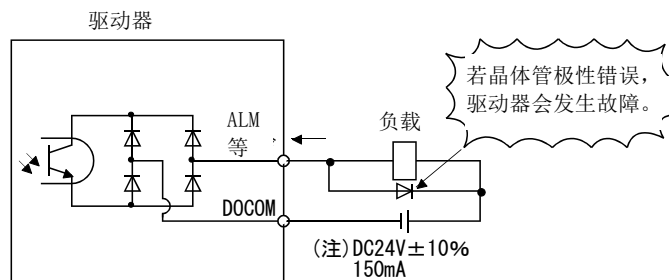 驱动器
若晶体管极性错误，
驱动器会发生故障。
ALM
等
负载
DOCOM
(注)DC24V±10%
150mA